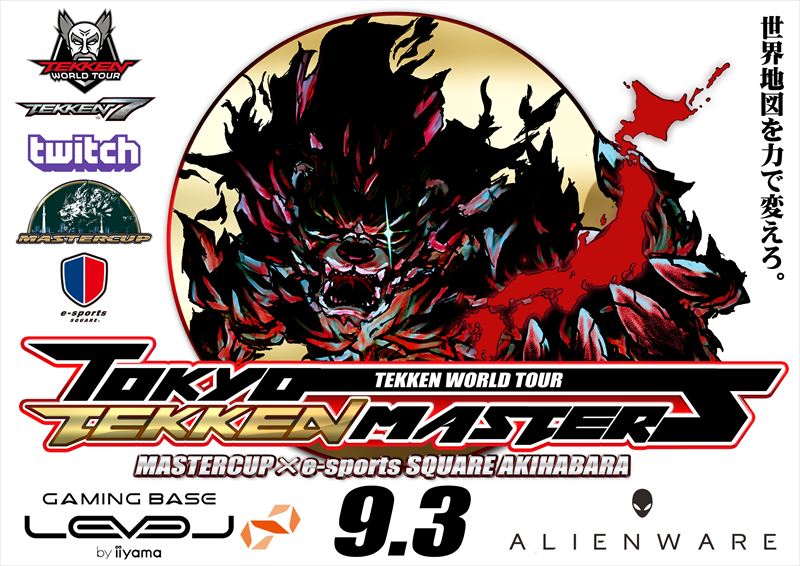 TEKKEN
WORLD TOUR
TEKKEN 7
twitch
MASTERCUP
e-sports
SQUARE
世界地図を力で変えろ。
TOKYO
TEKKEN WORLD TOUR
TEKKEN MASTERS
MASTERCUP×e-sports SQUARE AKIHABARA
GAMING BASE
LEVEL∞
by iiyama
9.3
ALIENWARE